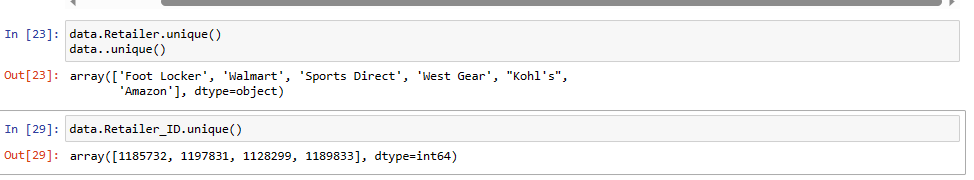 In [23]: data.Retailer.unique()
data..unique()
Out[23]: array(['Foot Locker', 'Walmart', 'Sports Direct', 'West Gear', "Kohl's",
'Amazon'], dtype=object)
In [29]: data.Retailer_ID.unique()
Out[29]: array([1185732, 1197831, 1128299, 1189833], dtype=int64)